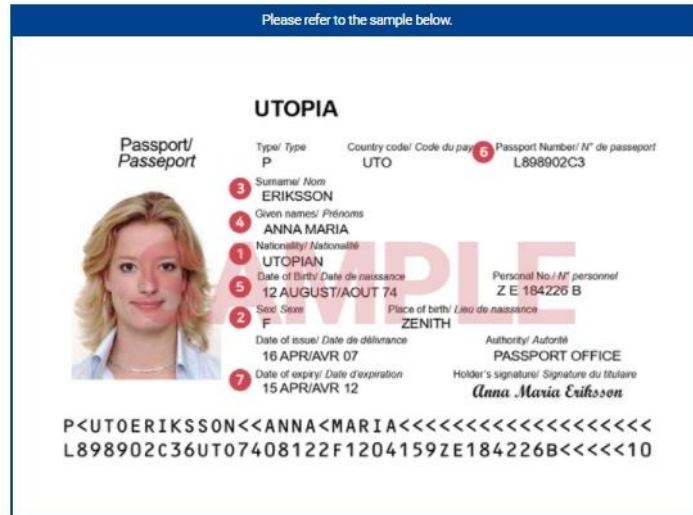 Please refer to the sample below.
UTOPIA
Passport/
Passeport
Type/ Type
Country code/ Code du pay
6
Passport Number/ N° de passeport
P
UTO
L898902C3
3
Surname/ Nom
ERIKSSON
4
Given names/ Prénoms
ANNA MARIA
1
Nationality/ Nationalité
UTOPIAN
5
Date of Birth/ Date de naissance
Personal No./ N° personnel
12 AUGUST/AOUT 74
Z E 184226 B
2
Sex/ Sexe
Place of birth/ Lieu de naissance
F
ZENITH
Date of issue/ Date de délivrance
Authority/ Autorité
16 APR/AVR 07
PASSPORT OFFICE
7
Date of expiry/ Date d'expiration
Holder's signature/ Signature du titulaire
15 APR/AVR 12
Anna Maria Eriksson
SAMPLE
P<UTOERIKSSON<<ANNA<MARIA<<<<<<<<<<<<<<<<<<<
L898902C36UTO7408122F1204159ZE184226B<<<<<10